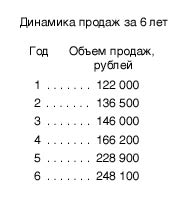 Динамика продаж за 6 лет
Год Объем продаж,
рублей
1 ....... 122 000
2 ....... 136 500
3 ....... 146 000
4 ....... 166 200
5 ....... 228 900
6 ....... 248 100